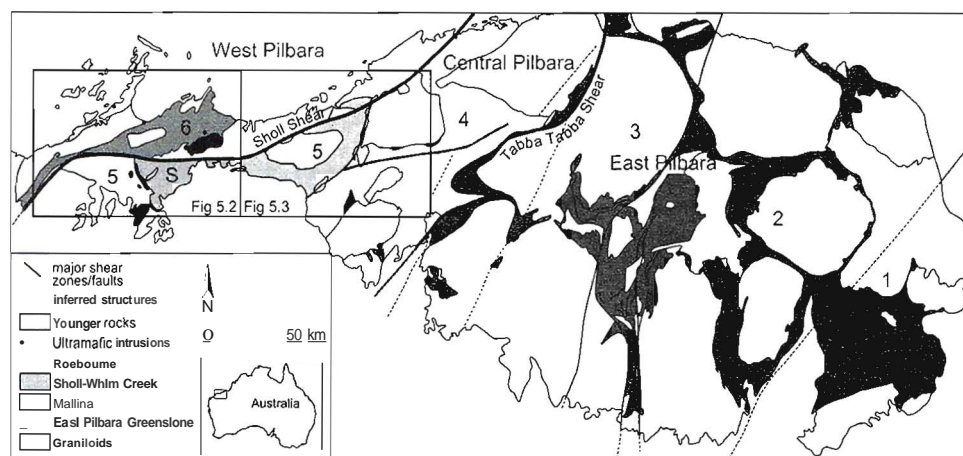 West Pilbara
Central Pilbara
Sholl Shear
Tabba Tabba Shear
6
4
3
5
East Pilbara
5
S
2
Fig 5.2
Fig 5.3
1
major shear
zones/faults
inferred structures
Younger rocks
Ultramafic intrusions
Roeboume
Sholl-Whlm Creek
Mallina
_ EasI Pilbara Greenslone
Graniloids
N
O 50 km
Australia